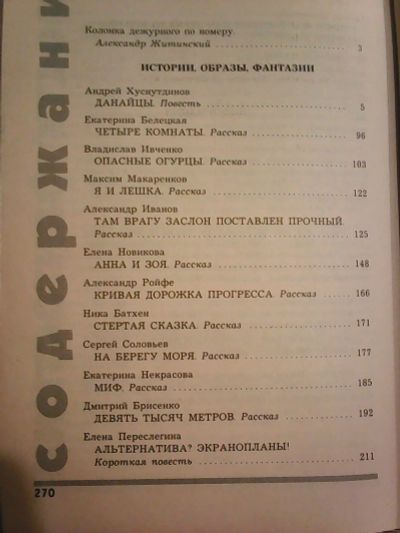 содержани
Колонка дежурного по номеру.
Александр Житинский 3
ИСТОРИИ, ОБРАЗЫ, ФАНТАЗИИ
Андрей Хуснутдинов
ДАНАЙЦЫ. Повесть 5
Екатерина Белецкая
ЧЕТЫРЕ КОМНАТЫ. Рассказ 96
Владислав Ивченко
ОПАСНЫЕ ОГУРЦЫ. Рассказ 103
Максим Макаренков
Я И ЛЕШКА. Рассказ 122
Александр Иванов
ТАМ ВРАГУ ЗАСЛОН ПОСТАВЛЕН ПРОЧНЫЙ.
Рассказ 125
Елена Новикова
АННА И ЗОЯ. Рассказ 148
Александр Ройфе
КРИВАЯ ДОРОЖКА ПРОГРЕССА. Рассказ 166
Ника Батхен
СТЕРТАЯ СКАЗКА. Рассказ 171
Сергей Соловьев
НА БЕРЕГУ МОРЯ. Рассказ 177
Екатерина Некрасова
МИФ. Рассказ 185
Дмитрий Брисенко
ДЕВЯТЬ ТЫСЯЧ МЕТРОВ. Рассказ 192
Елена Переслегина
АЛЬТЕРНАТИВА? ЭКРАНОПЛАНЫ!
Короткая повесть 211
270